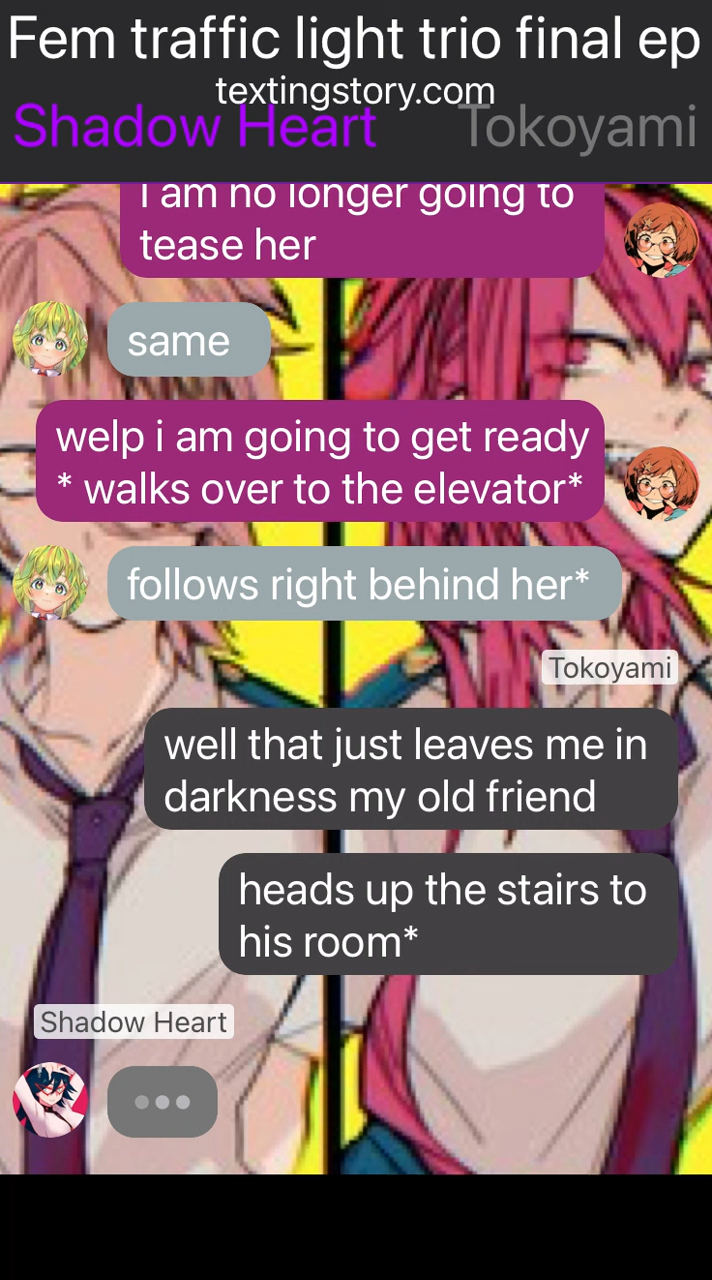 Fem traffic light trio final ep
textingstory.com
Shadow Heart Tokoyami
I am no longer going to
tease her
same
welp i am going to get ready
* walks over to the elevator*
follows right behind her*
Tokoyami
well that just leaves me in
darkness my old friend
heads up the stairs to
his room*
Shadow Heart